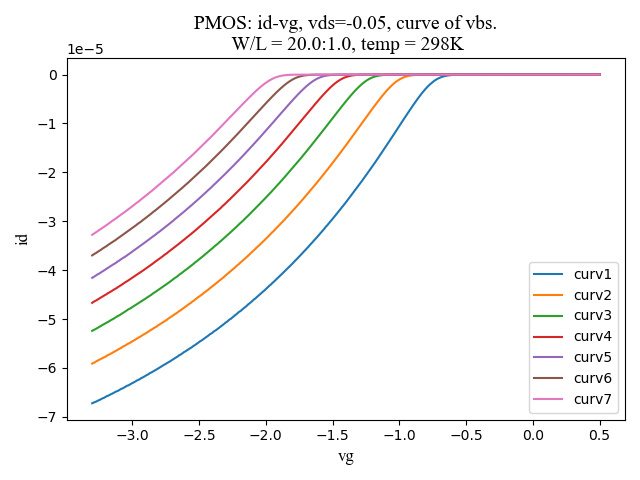 PMOS: id-vg, vds=-0.05, curve of vbs.
W/L = 20.0:1.0, temp = 298K
1e−5
0
−1
−2
−3
−4
−5
−6
−7
id
−3.0 −2.5 −2.0 −1.5 −1.0 −0.5 0.0 0.5
vg
curv1
curv2
curv3
curv4
curv5
curv6
curv7